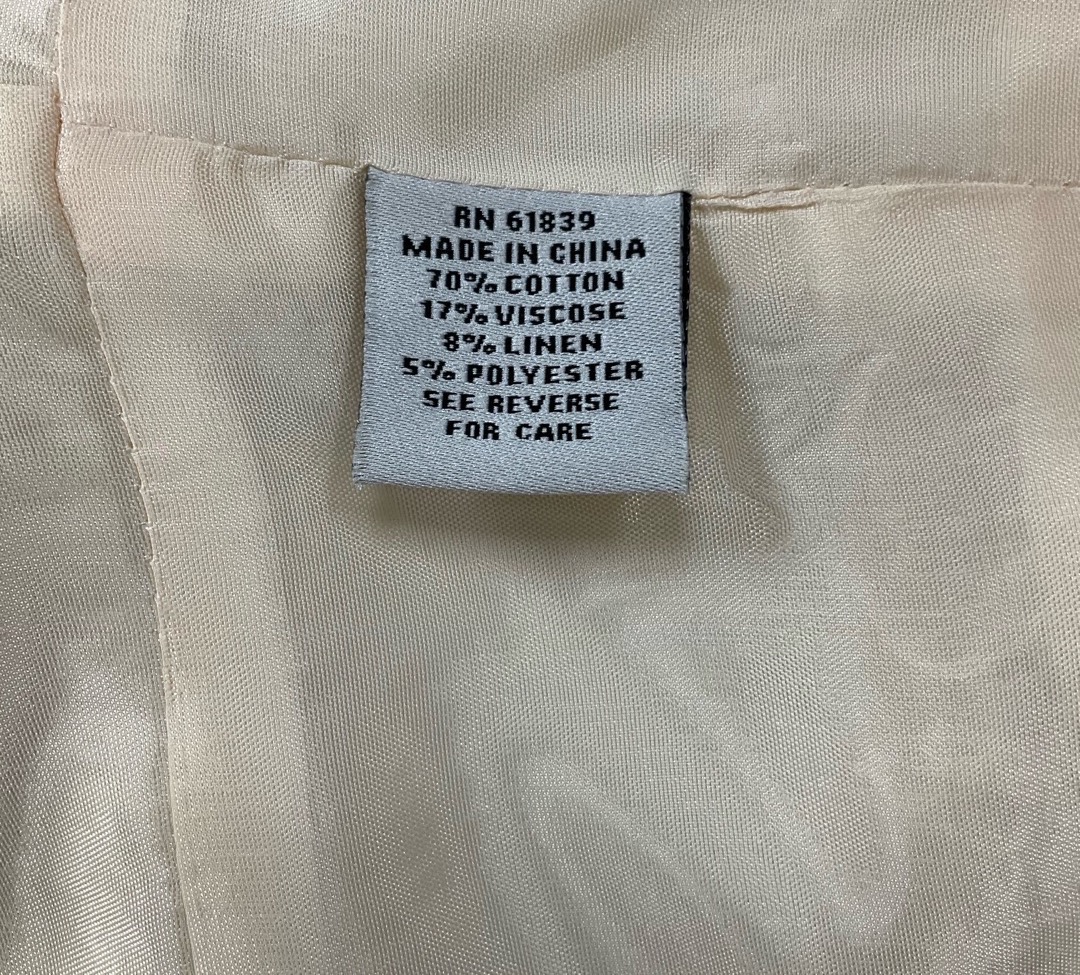 RN 61839
MADE IN CHINA
70% COTTON
17% VISCOSE
8% LINEN
5% POLYESTER
SEE REVERSE
FOR CARE